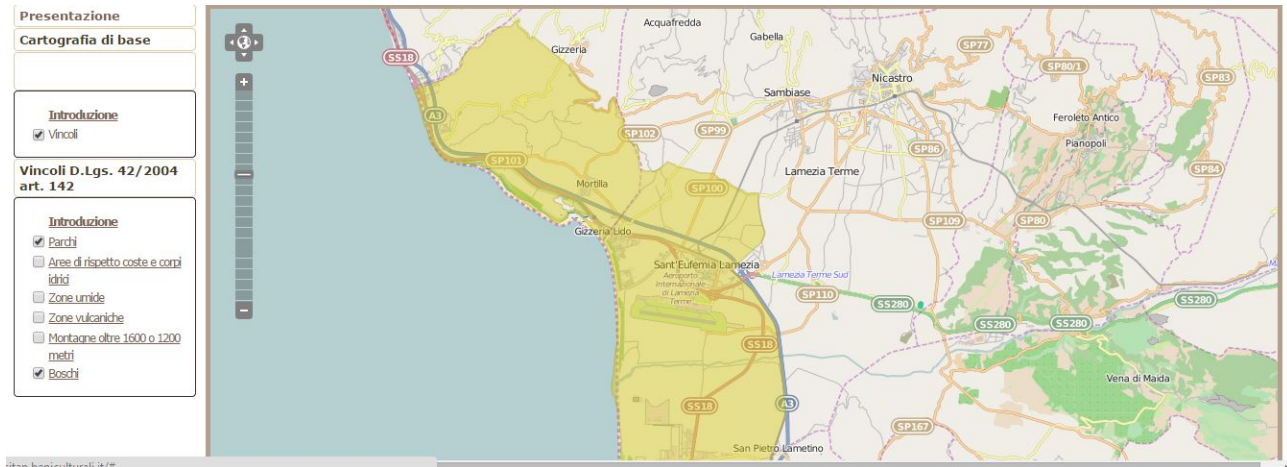 Presentazione
Cartografia di base
Introduzione
Vincoli
Vincoli D.Lgs. 42/2004
art. 142
Introduzione
Parchi
Aree di rispetto coste e corpi
idrici
Zone umide
Zone vulcaniche
Montagne oltre 1600 o 1200
metri
Boschi
Acquafredda
Gabella
Gizzeria
SS18
SP77
SP80/1
SP83
Nicastro
Sambiase
A3
Feroleto Antico
SP102
SP99
Pianopoli
SP86
SP101
SP84
Lamezia Terme
Mortilla
SP100
SP109
SP80
Gizzeria Lido
Sant'Eufemia Lamezia
Aeroporto
Internazionale
di Lamezia
Terme
Lamezia Terme Sud
SP110
SS280
SS280
SS280
SS280
SS18
Vena di Maida
SS18
A3
SP167
San Pietro Lametino